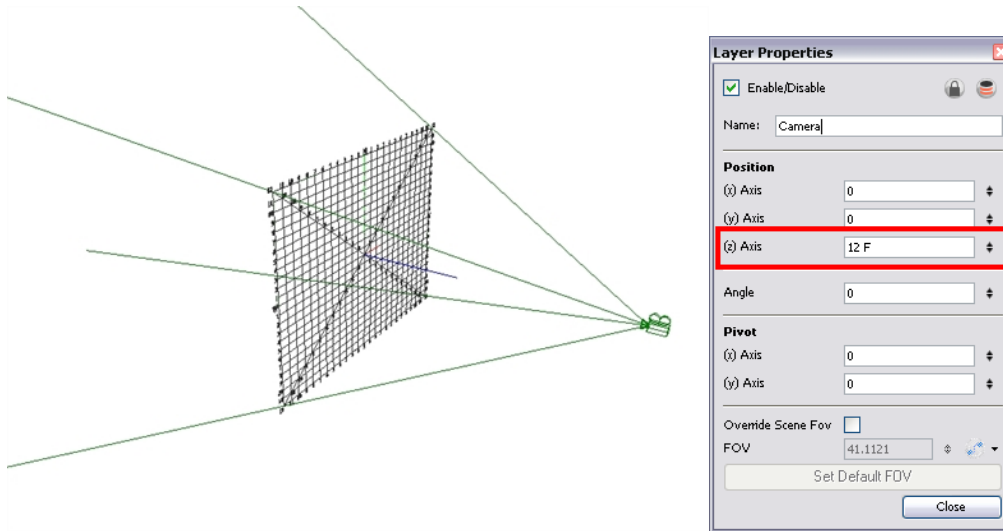 Layer Properties
Enable/Disable
Name: Camera
Position
(x) Axis 0
(y) Axis 0
(z) Axis 12 F
Angle 0
Pivot
(x) Axis 0
(y) Axis 0
Override Scene Fov
FOV 41.1121
Set Default FOV
Close